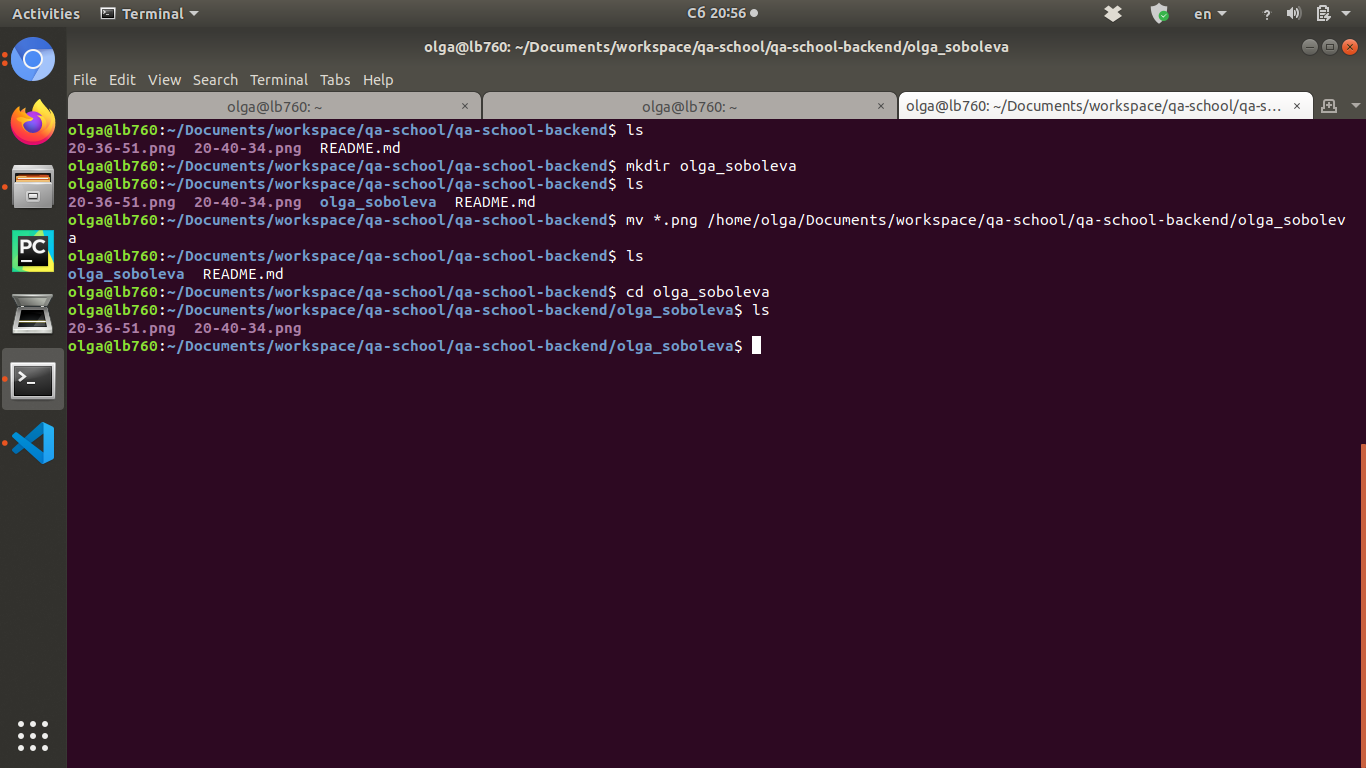 Activities Terminal Сб 20:56 en ?
olga@lb760: ~/Documents/workspace/qa-school/qa-school-backend/olga_soboleva
File Edit View Search Terminal Tabs Help
olga@lb760: ~ × olga@lb760: ~ × olga@lb760: ~/Documents/workspace/qa-school/qa-s... ×
olga@lb760:~/Documents/workspace/qa-school/qa-school-backend$ ls
20-36-51.png  20-40-34.png  README.md
olga@lb760:~/Documents/workspace/qa-school/qa-school-backend$ mkdir olga_soboleva
olga@lb760:~/Documents/workspace/qa-school/qa-school-backend$ ls
20-36-51.png  20-40-34.png  olga_soboleva  README.md
olga@lb760:~/Documents/workspace/qa-school/qa-school-backend$ mv *.png /home/olga/Documents/workspace/qa-school/qa-school-backend/olga_sobolev
a
olga@lb760:~/Documents/workspace/qa-school/qa-school-backend$ ls
olga_soboleva  README.md
olga@lb760:~/Documents/workspace/qa-school/qa-school-backend$ cd olga_soboleva
olga@lb760:~/Documents/workspace/qa-school/qa-school-backend/olga_soboleva$ ls
20-36-51.png  20-40-34.png
olga@lb760:~/Documents/workspace/qa-school/qa-school-backend/olga_soboleva$
PC